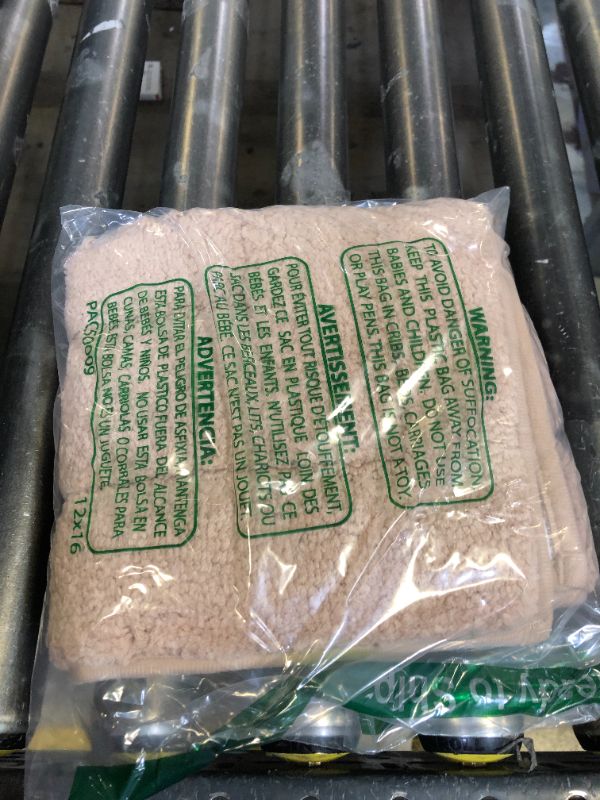 WARNING:
TO AVOID DANGER OF SUFFOCATION
KEEP THIS PLASTIC BAG AWAY FROM
BABIES AND CHILDREN. DO NOT USE
THIS BAG IN CRIBS, BEDS, CARRIAGES
OR PLAY PENS. THIS BAG IS NOT A TOY.
AVERTISSEMENT:
POUR ÉVITER TOUT RISQUE D'ÉTOUFFEMENT,
GARDEZ CE SAC EN PLASTIQUE LOIN DES
BÉBÉS ET LES ENFANTS. N'UTILISEZ PAS CE
SAC DANS LES BERCEAUX, LITS, CHARIOTS OU
PARC AU BÉBÉ. CE SAC N'EST PAS UN JOUET.
ADVERTENCIA:
PARA EVITAR EL PELIGRO DE ASFIXIA, MANTENGA
ESTA BOLSA DE PLASTICO FUERA DEL ALCANCE
DE BEBÉS Y NIÑOS. NO USAR ESTA BOLSA EN
CUNAS, CAMAS, CARRIOLAS O CORRALES PARA
BEBES. ESTA BOLSA NO ES UN JUGUETE.
12x16